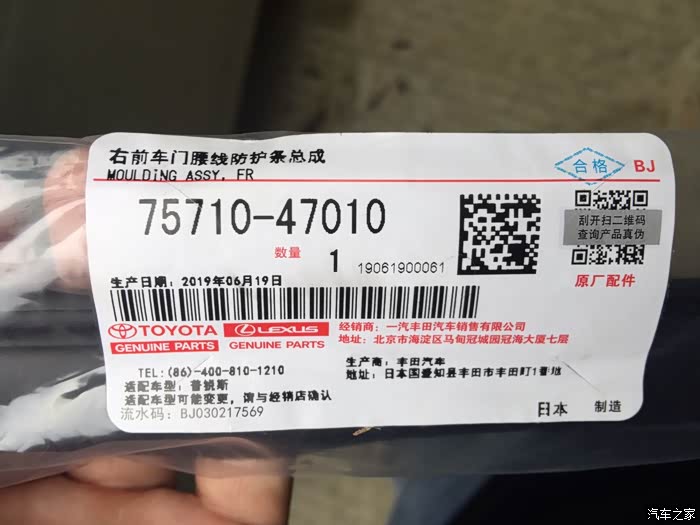 右前车门腰线防护条总成
MOULDING ASSY, FR
合格
BJ
75710-47010
数量
1
19061900061
刮开扫二维码
查询产品真伪
原厂配件
生产日期: 2019年06月19日
TOYOTA
GENUINE PARTS
LEXUS
GENUINE PARTS
经销商: 一汽丰田汽车销售有限公司
地址: 北京市海淀区马甸冠城园冠海大厦七层
生产商: 丰田汽车
地址: 日本国爱知县丰田市丰田町1番地
TEL:(86)-400-810-1210
适配车型: 普锐斯
适配车型可能变更, 请与经销店确认
流水码: BJ030217569
日本 制造
汽车之家